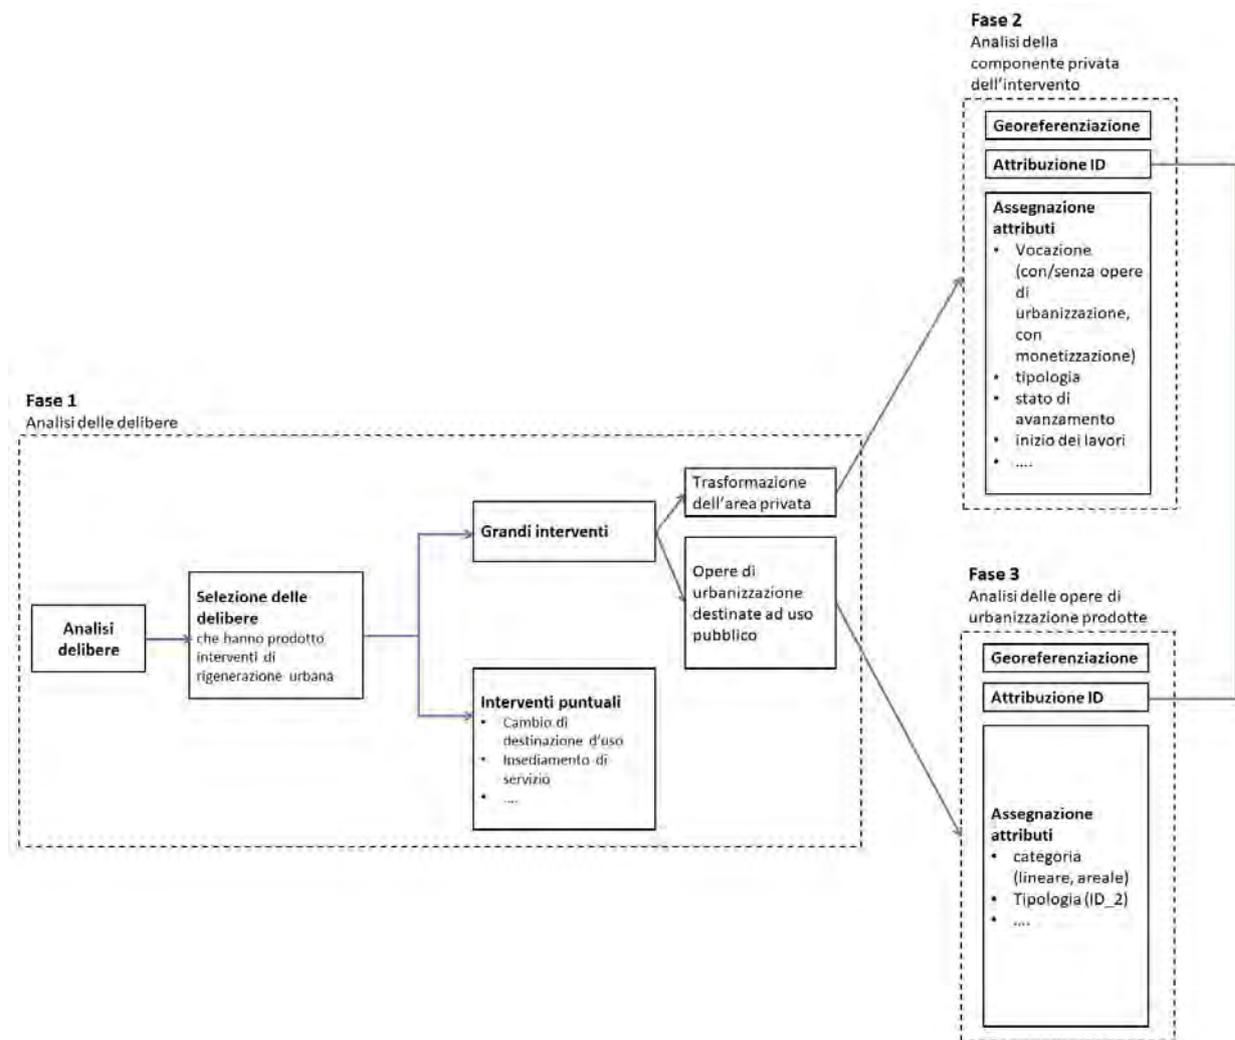 Fase 1
Analisi delle delibere
Analisi
delibere
Selezione delle
delibere
che hanno prodotto
interventi di
rigenerazione urbana
Grandi interventi
Interventi puntuali
• Cambio di
destinazione d'uso
• Insediamento di
servizio
• ....
Trasformazione
dell'area privata
Opere di
urbanizzazione
destinate ad uso
pubblico
Fase 2
Analisi della
componente privata
dell'intervento
Georeferenziazione
Attribuzione ID
Assegnazione
attributi
• Vocazione
(con/senza opere
di
urbanizzazione,
con
monetizzazione)
• tipologia
• stato di
avanzamento
• inizio dei lavori
• ....
Fase 3
Analisi delle opere di
urbanizzazione prodotte
Georeferenziazione
Attribuzione ID
Assegnazione
attributi
• categoria
(lineare, areale)
• Tipologia (ID_2)
• ....